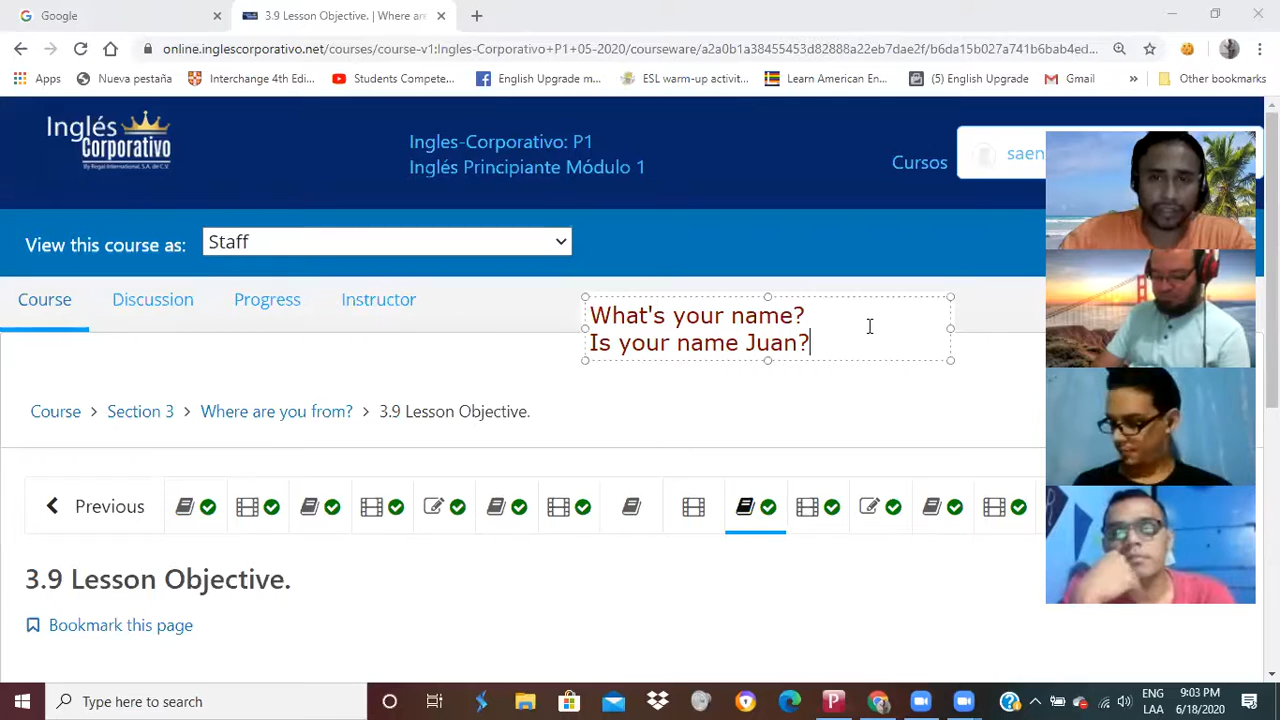 Google
3.9 Lesson Objective. | Where are
online.inglescorporativo.net/courses/course-v1:Ingles-Corporativo+P1+05-2020/courseware/a2a0b1a38455453d82888a22eb7dae2f/b6da15b027a741b6bab4ed...
Apps Nueva pestaña Interchange 4th Edi... Students Compete... English Upgrade m... ESL warm-up activit... Learn American En... (5) English Upgrade Gmail » Other bookmarks
Inglés
Corporativo
By Regal International, S.A. de C.V.
Ingles-Corporativo: P1
Inglés Principiante Módulo 1
Cursos
saen
View this course as:
Staff
Course Discussion Progress Instructor
What's your name?
Is your name Juan?
Course > Section 3 > Where are you from? > 3.9 Lesson Objective.
Previous
3.9 Lesson Objective.
Bookmark this page
Type here to search
ENG 9:03 PM
LAA 6/18/2020